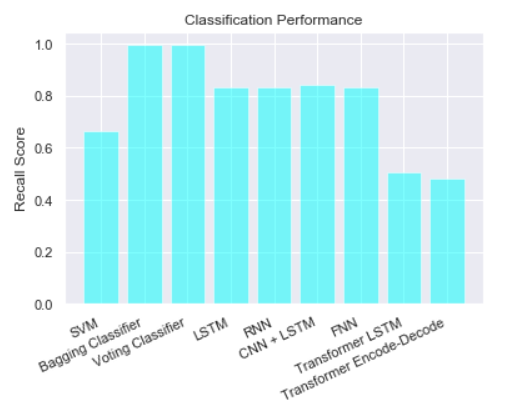 Classification Performance
Recall Score
1.0
0.8
0.6
0.4
0.2
0.0
SVM
Bagging Classifier
Voting Classifier
LSTM
RNN
CNN + LSTM
FNN
Transformer LSTM
Transformer Encode-Decode